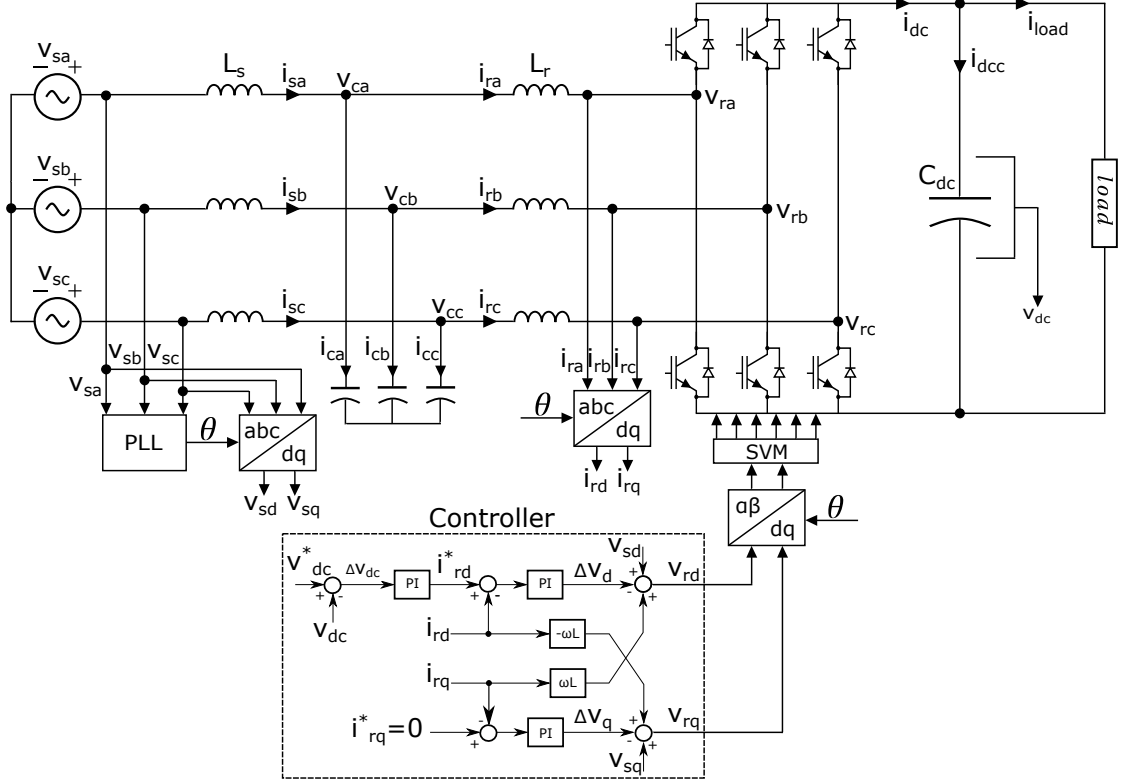 v_sa
- +
L_s
i_sa
v_ca
i_ra
L_r
v_ra
i_dc
i_load
i_dcc
v_sb
- +
i_sb
v_cb
i_rb
v_rb
C_dc
load
v_sc
- +
i_sc
v_cc
i_rc
v_rc
v_dc
v_sb
v_sc
v_sa
i_ca
i_cb
i_cc
i_ra
i_rb
i_rc
PLL
θ
abc
dq
v_sd
v_sq
θ
abc
dq
i_rd
i_rq
SVM
αβ
dq
θ
Controller
v*_dc
+ -
Δv_dc
PI
i*_rd
+ -
PI
Δv_d
v_sd
+
- +
v_rd
v_dc
i_rd
-ωL
i_rq
ωL
i*_rq=0
-
+
PI
Δv_q
+
- +
v_rq
v_sq